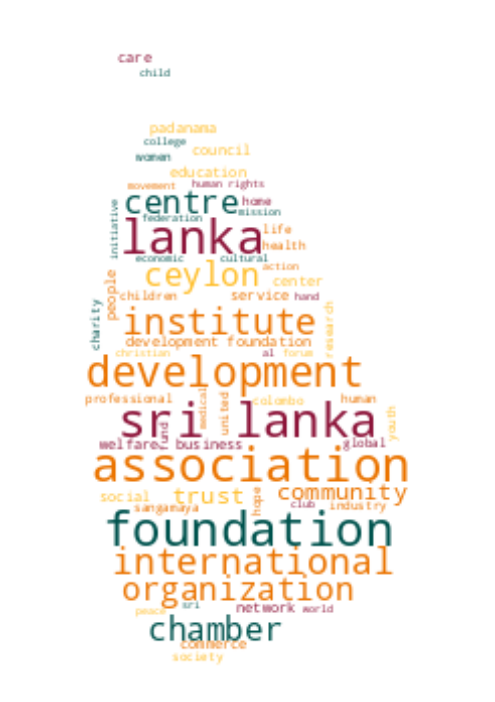 care
child
padanama
college
women council
education
movement human rights
centre home
mission
federation
initiative
lanka life
health
economic cultural
action
ceylon center
people
children service hand
charity
institute
research
development foundation
christian al forum
development
professional medical united colombo human
youth
sri lanka
fund
welfare business global
association
social trust hope community
sangamaya club industry
foundation
international
organization
peace sri network world
chamber
commerce
society